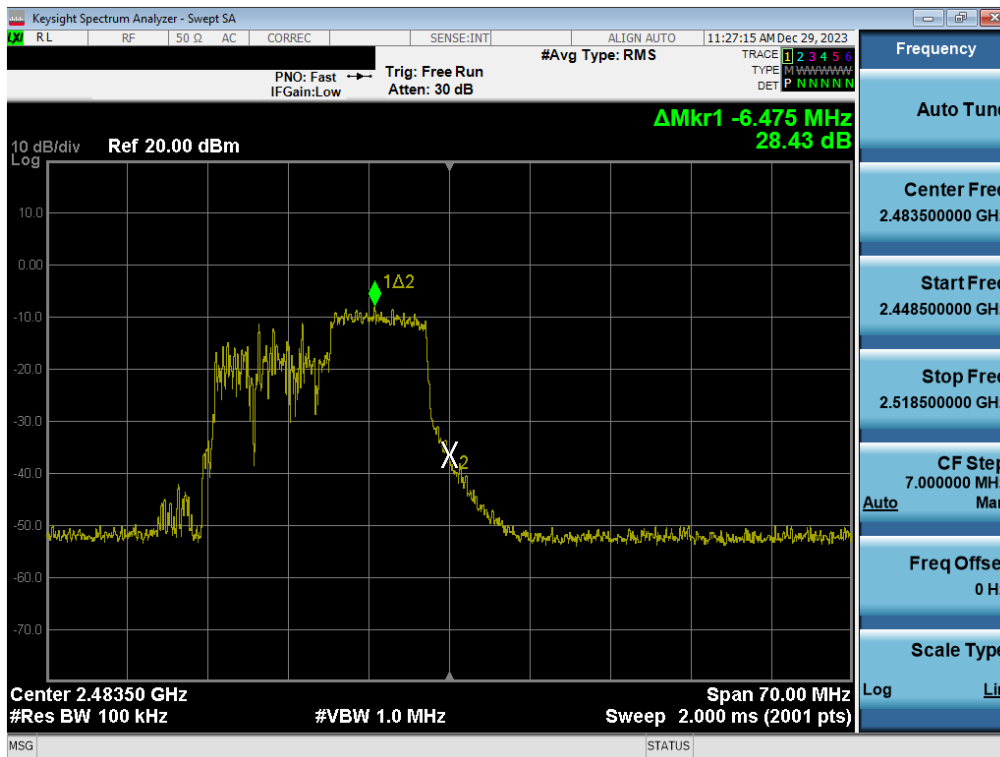 Keysight Spectrum Analyzer - Swept SA
LXI RL RF 50 Ω AC CORREC SENSE:INT ALIGN AUTO 11:27:15 AM Dec 29, 2023
Frequency
#Avg Type: RMS
TRACE 1 2 3 4 5 6
PNO: Fast Trig: Free Run
TYPE M W W W W W
IFGain:Low Atten: 30 dB
DET P N N N N N
ΔMkr1 -6.475 MHz
28.43 dB
10 dB/div Ref 20.00 dBm
Log
10.0
0.00
-10.0
-20.0
-30.0
-40.0
-50.0
-60.0
-70.0
1Δ2
X2
Center 2.48350 GHz Span 70.00 MHz
#Res BW 100 kHz #VBW 1.0 MHz Sweep 2.000 ms (2001 pts)
MSG STATUS
Auto Tun
Center Fre
2.483500000 GH
Start Fre
2.448500000 GH
Stop Fre
2.518500000 GH
CF Step
7.000000 MH
Auto Ma
Freq Offse
0 H
Scale Type
Log Li